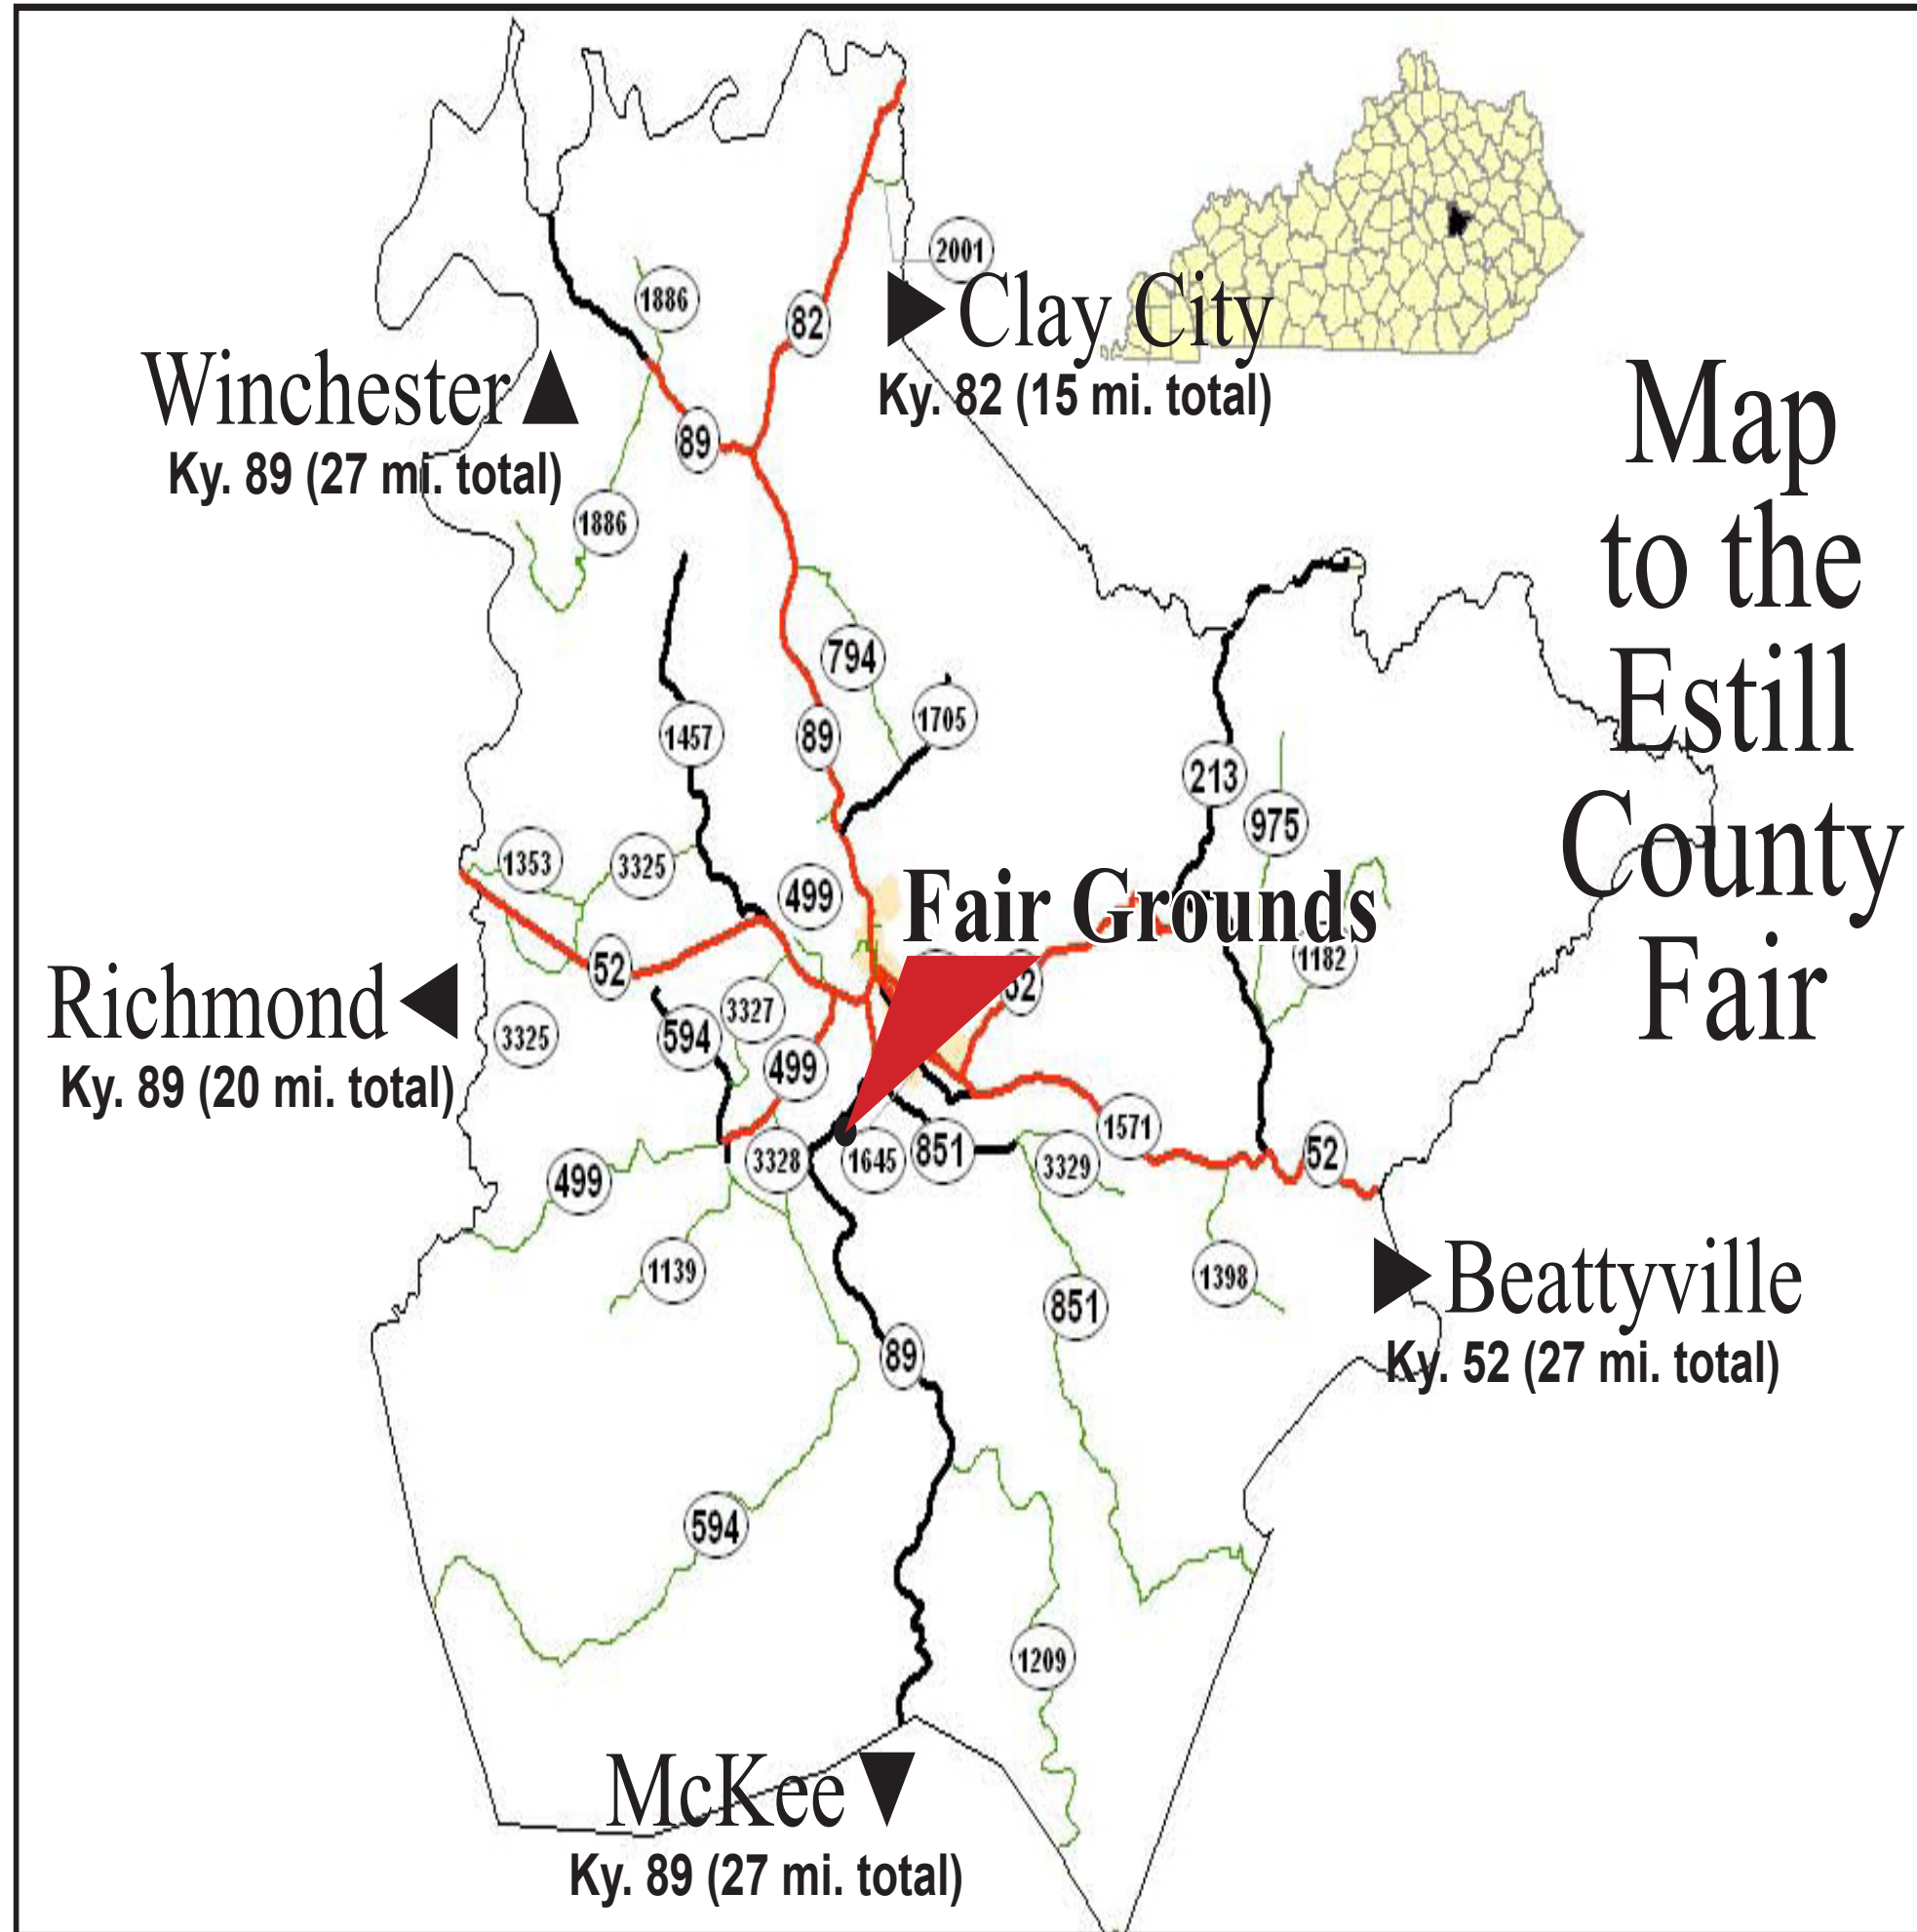 2001
Clay City
Ky. 82 (15 mi. total)
1886
82
Winchester
Ky. 89 (27 mi. total)
89
1886
Map
to the
Estill
County
Fair
794
1705
1457
89
213
975
1353
3325
499
Fair Grounds
1182
52
52
Richmond
Ky. 89 (20 mi. total)
3325
3327
594
499
1571
3328
1645
851
3329
52
499
1139
1398
851
Beattyville
Ky. 52 (27 mi. total)
89
594
1209
McKee
Ky. 89 (27 mi. total)